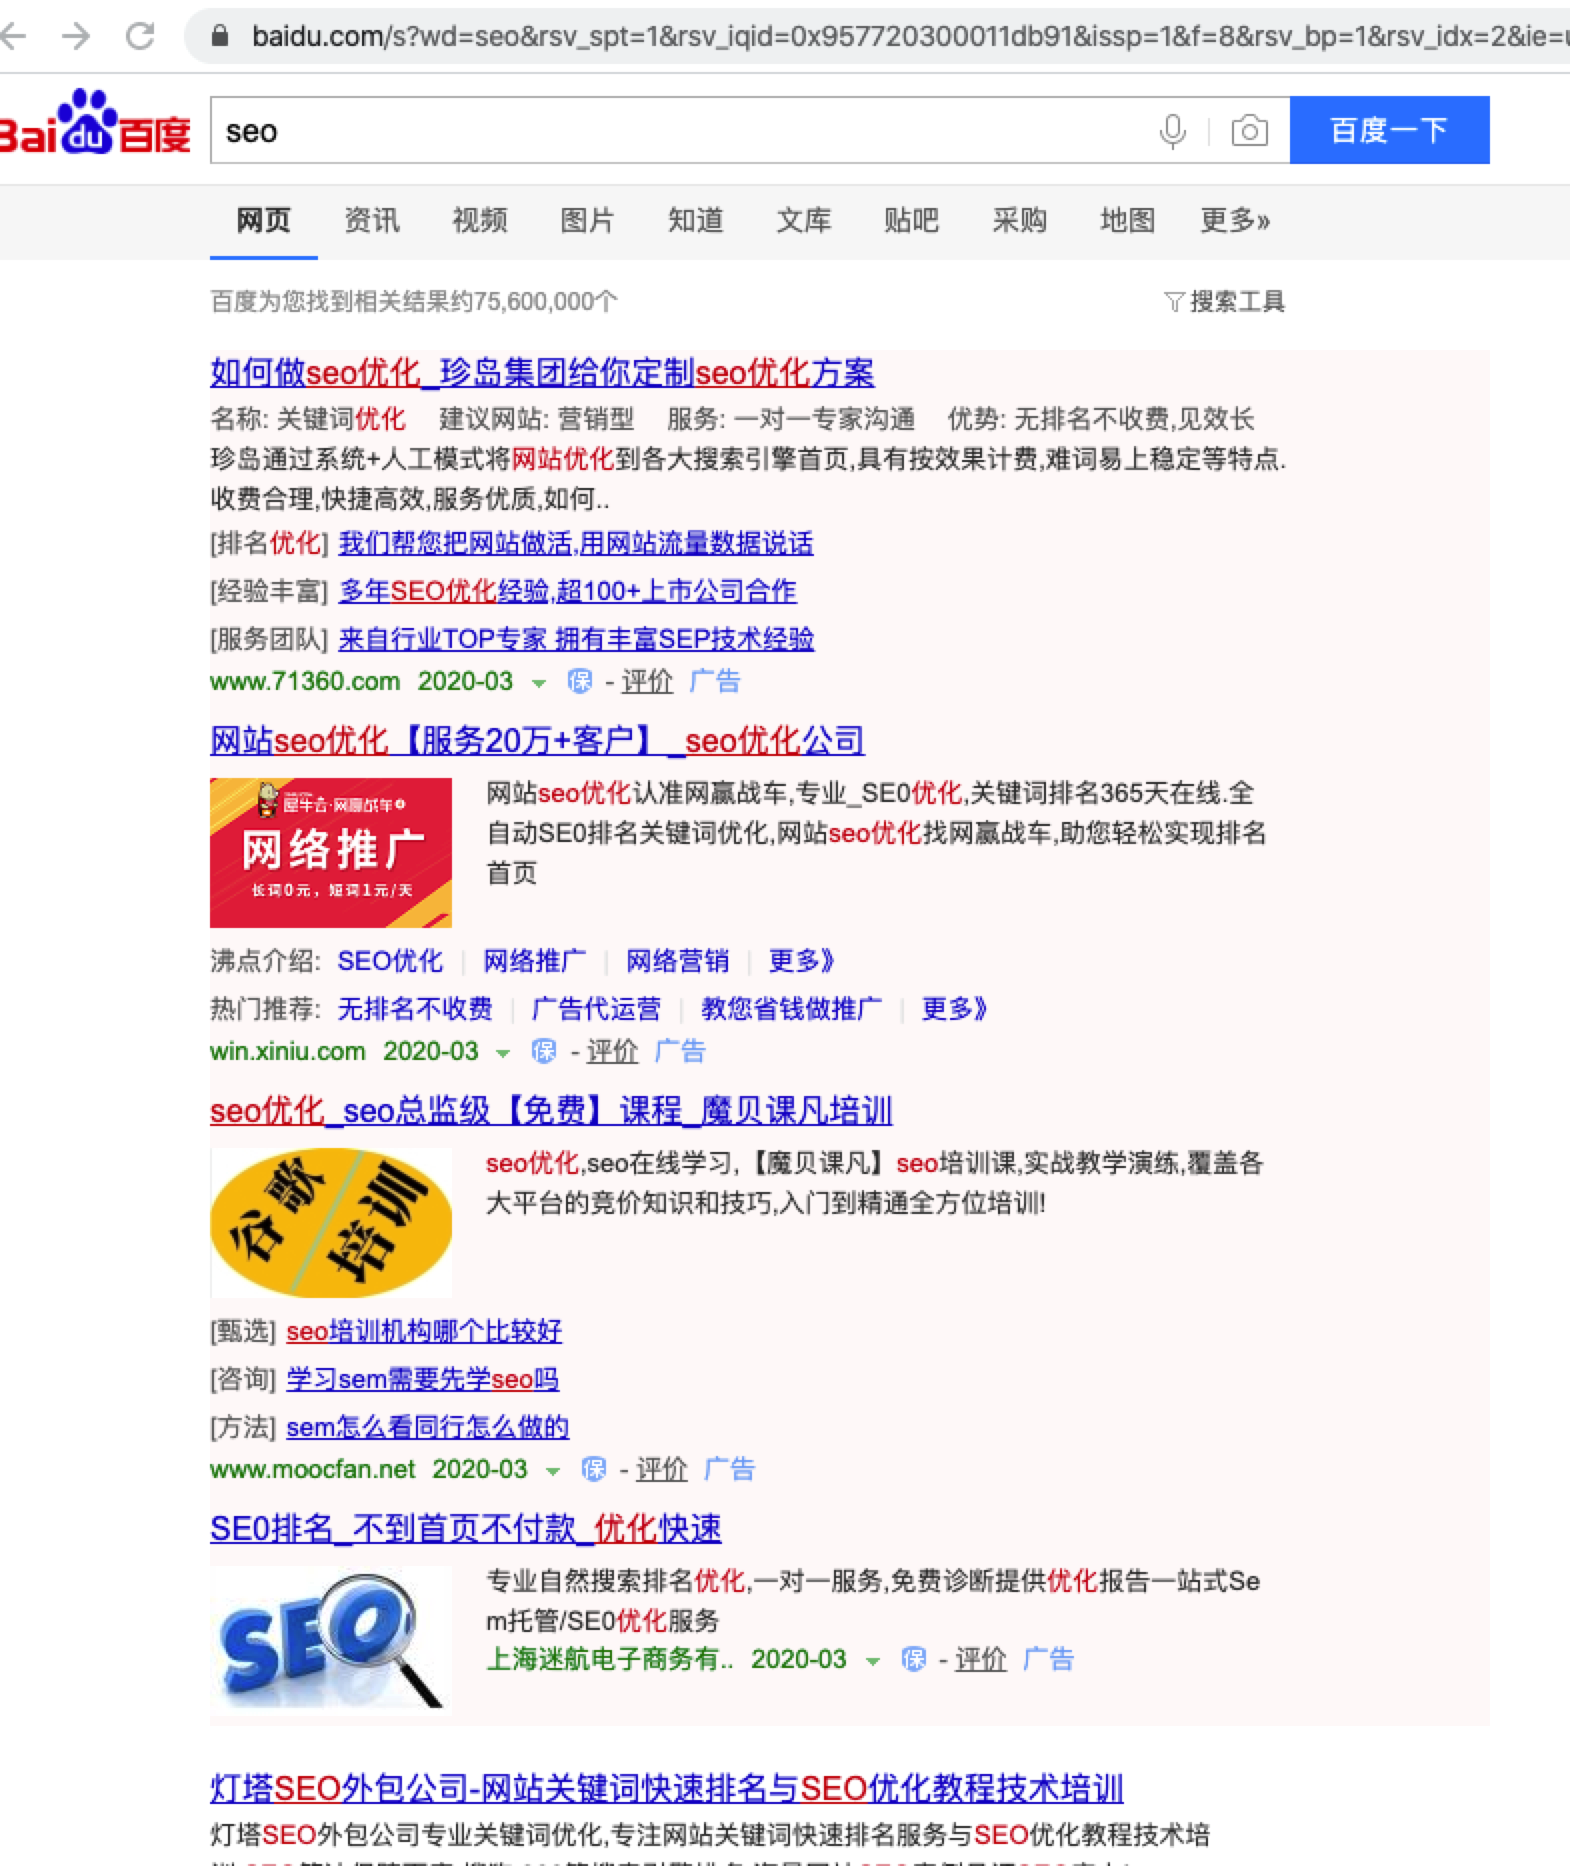 baidu.com/s?wd=seo&rsv_spt=1&rsv_iqid=0x957720300011db91&issp=1&f=8&rsv_bp=1&rsv_idx=2&ie=
Bai du 百度 seo 百度一下
网页 资讯 视频 图片 知道 文库 贴吧 采购 地图 更多»
百度为您找到相关结果约75,600,000个 搜索工具
如何做seo优化_珍岛集团给你定制seo优化方案
名称: 关键词优化 建议网站: 营销型 服务: 一对一专家沟通 优势: 无排名不收费,见效长
珍岛通过系统+人工模式将网站优化到各大搜索引擎首页,具有按效果计费,难词易上稳定等特点.
收费合理,快捷高效,服务优质,如何..
[排名优化] 我们帮您把网站做活,用网站流量数据说话
[经验丰富] 多年SEO优化经验,超100+上市公司合作
[服务团队] 来自行业TOP专家 拥有丰富SEP技术经验
www.71360.com 2020-03 保 - 评价 广告
网站seo优化【服务20万+客户】_seo优化公司
犀牛云·网赢战车
网络推广
长词0元，短词1元/天
网站seo优化认准网赢战车,专业_SE0优化,关键词排名365天在线.全
自动SE0排名关键词优化,网站seo优化找网赢战车,助您轻松实现排名
首页
沸点介绍: SEO优化 | 网络推广 | 网络营销 | 更多》
热门推荐: 无排名不收费 | 广告代运营 | 教您省钱做推广 | 更多》
win.xiniu.com 2020-03 保 - 评价 广告
seo优化_seo总监级【免费】课程_魔贝课凡培训
谷歌
培训
seo优化,seo在线学习,【魔贝课凡】seo培训课,实战教学演练,覆盖各
大平台的竞价知识和技巧,入门到精通全方位培训!
[甄选] seo培训机构哪个比较好
[咨询] 学习sem需要先学seo吗
[方法] sem怎么看同行怎么做的
www.moocfan.net 2020-03 保 - 评价 广告
SE0排名_不到首页不付款_优化快速
SEO
专业自然搜索排名优化,一对一服务,免费诊断提供优化报告一站式Se
m托管/SE0优化服务
上海迷航电子商务有.. 2020-03 保 - 评价 广告
灯塔SEO外包公司-网站关键词快速排名与SEO优化教程技术培训
灯塔SEO外包公司专业关键词优化,专注网站关键词快速排名服务与SEO优化教程技术培